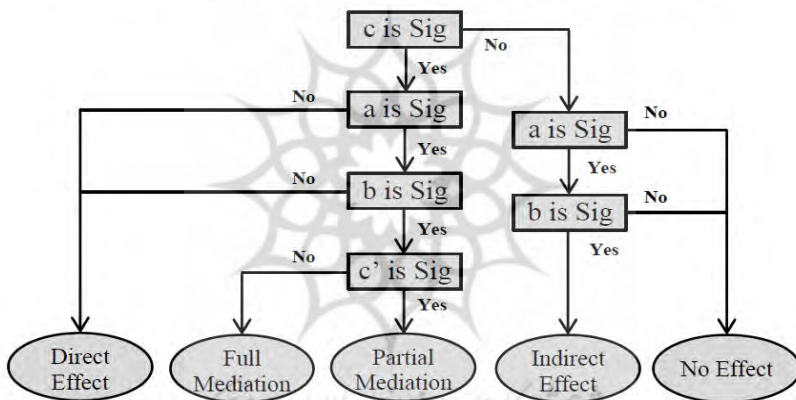 c is Sig
No
Yes
No
a is Sig
a is Sig
No
Yes
Yes
No
b is Sig
b is Sig
No
Yes
Yes
No
c' is Sig
Yes
Direct
Effect
Full
Mediation
Partial
Mediation
Indirect
Effect
No Effect